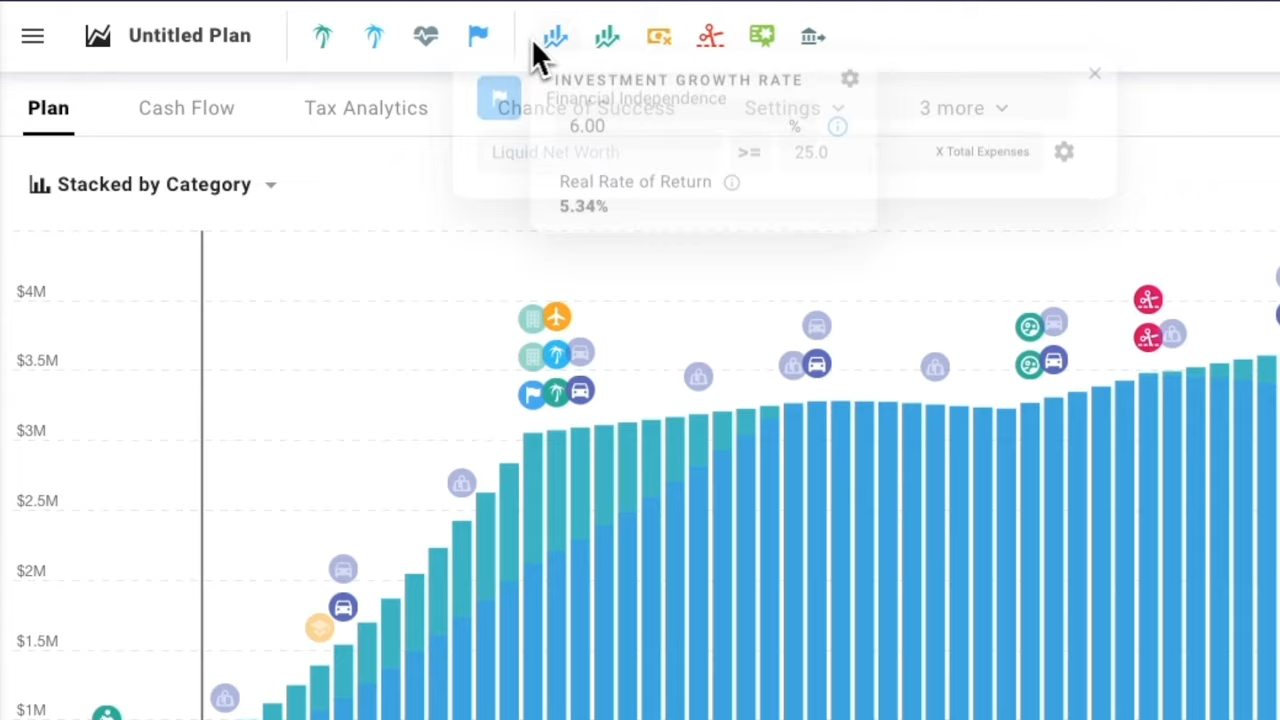 Untitled Plan
INVESTMENT GROWTH RATE
Financial Independence
Plan
Cash Flow
Tax Analytics
Chance of Success
Settings
3 more
6.00 %
Liquid Net Worth >= 25.0 X Total Expenses
Real Rate of Return
5.34%
Stacked by Category
$4M
$3.5M
$3M
$2.5M
$2M
$1.5M
$1M